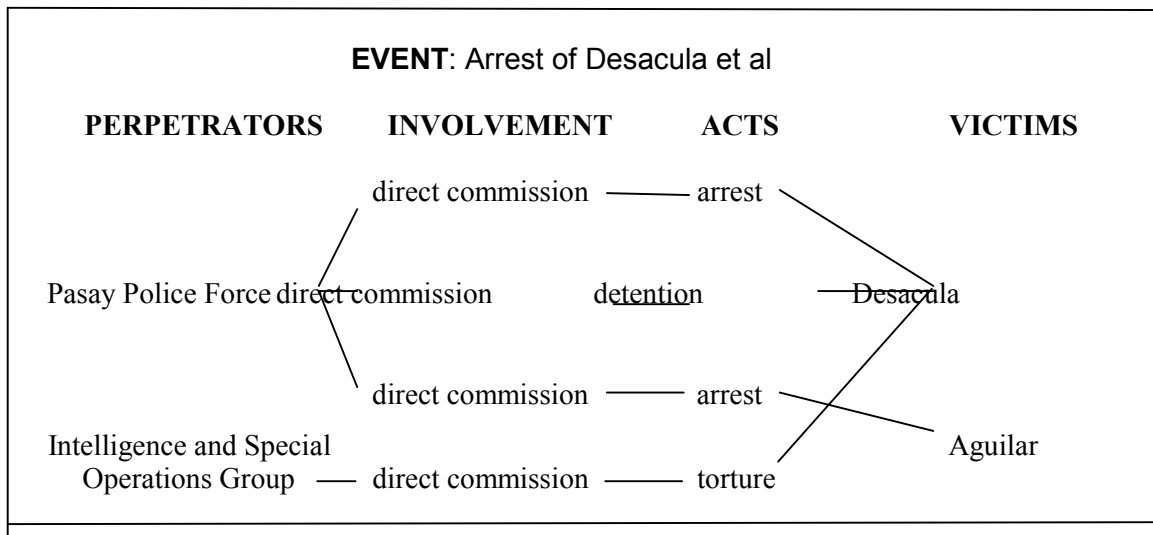 EVENT: Arrest of Desacula et al
PERPETRATORS INVOLVEMENT ACTS VICTIMS
direct commission arrest
Pasay Police Force direct commission detention Desacula
direct commission arrest
Intelligence and Special Aguilar
Operations Group direct commission torture